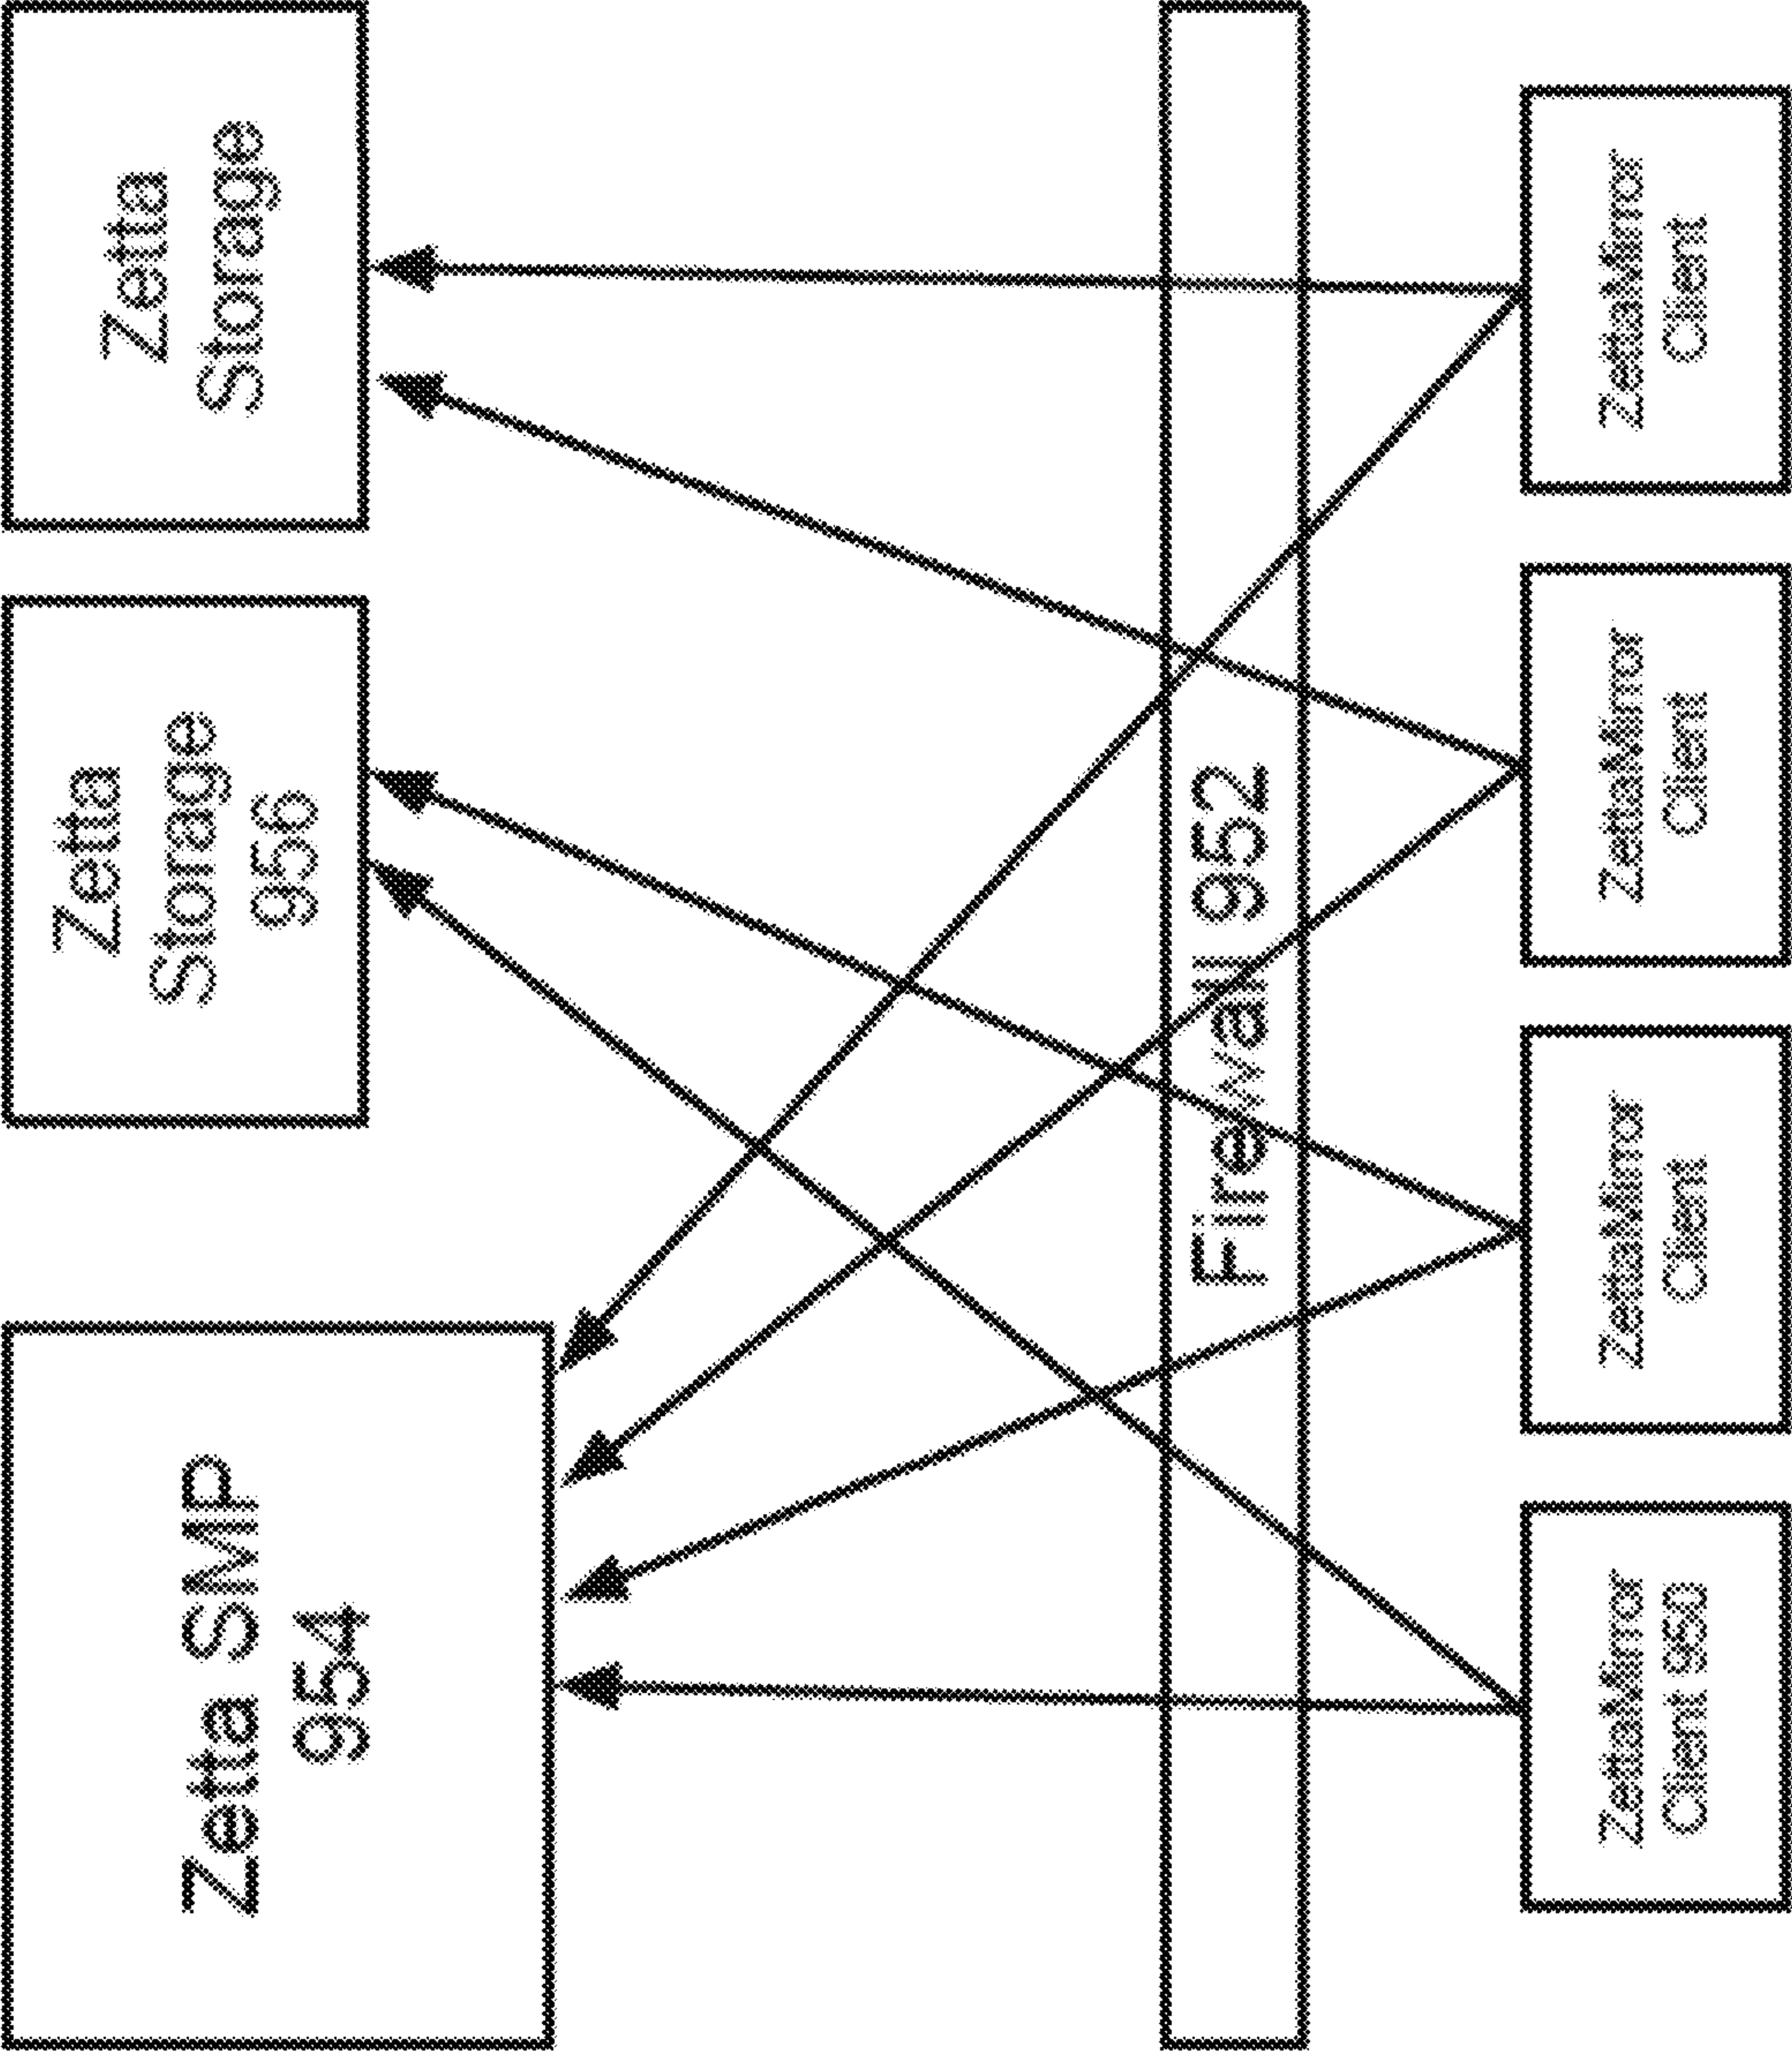 Zetta SMP
954
Zetta
Storage
956
Zetta
Storage
Firewall 952
ZettaMirror
Client 950
ZettaMirror
Client
ZettaMirror
Client
ZettaMirror
Client